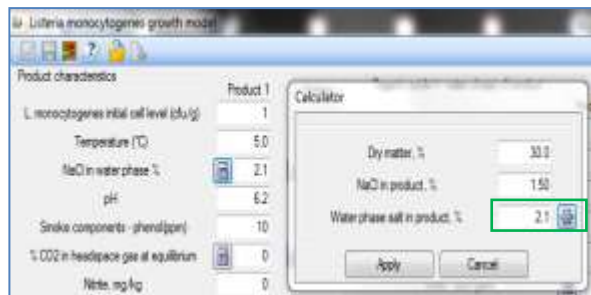 Listeria monocytogenes growth model
?
Product characteristics
Product 1
L. monocytogenes initial cell level (cfu/g) 1
Temperature (°C) 5.0
NaCl in water phase % 2.1
pH 6.2
Smoke components - phenol(ppm) 10
% CO2 in headspace gas at equilibrium 0
Nitrite, mg/kg 0
Calculator
Dry matter, % 30.0
NaCl in product, % 1.50
Water phase salt in product, % 2.1
Apply Cancel